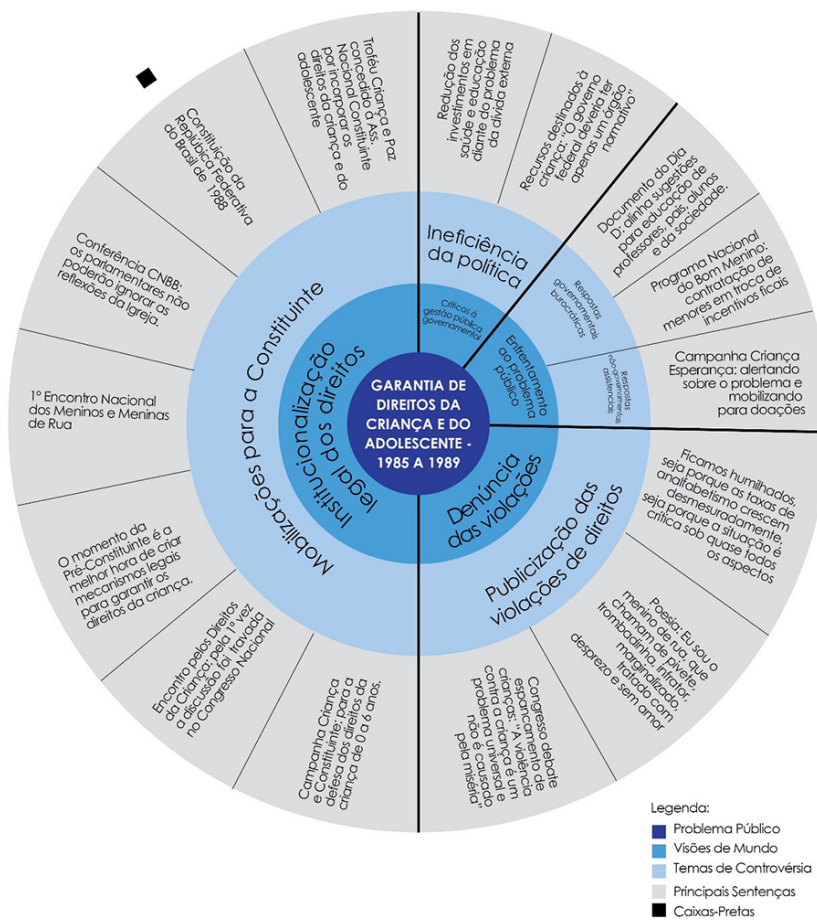 Troféu Criança e Paz
concedido à Ass.
Nacional Constituinte
por incorporar os
direitos da criança e do
adolescente
Redução dos
investimentos em
saúde e educação
diante do problema
da dívida externa
Recursos destinados à
criança: "O governo
federal deveria ter
apenas um órgão
normativo"
Documento do Dia
D: alinha sugestões
para educação de
professores, pais, alunos
e da sociedade.
Programa Nacional
do Bom Menino:
contratação de
menores em troca de
incentivos ficais
Campanha Criança
Esperança: alertando
sobre o problema e
mobilizando
para doações
Ficamos humilhados,
seja porque as taxas de
analfabetismo crescem
desmesuradamente,
seja porque a situação é
crítica sob quase todos
os aspectos
Poesia: Eu sou o
menino de rua, que
chamam de pivete,
trombadinha, infrator,
marginalizado,
tratado com
desprezo e sem amor
Congresso debate
espancamento de
crianças: "A violência
contra a criança é um
problema universal e
não é causado
pela miséria"
Campanha Criança
e Constituinte: para a
defesa dos direitos da
criança de 0 a 6 anos.
Encontro pelos Direitos
da Criança: pela 1ª vez
a discussão foi travada
no Congresso Nacional
O momento da
Pré-Constituinte é a
melhor hora de criar
mecanismos legais
para garantir os
direitos da criança.
1º Encontro Nacional
dos Meninos e Meninas
de Rua
Conferência CNBB:
os parlamentares não
poderão ignorar as
reflexões da Igreja.
Constituição da
Replúbica Federativa
do Brasil de 1988
Ineficiência
da política
Respostas
governamentais
burocráticas
Respostas
não-governamentais
assistenciais
Publicização das
violações de direitos
Mobilizações para a Constituinte
Críticas à
gestão pública
governamental
Enfrentamento
ao problema
público
Denúncia
das violações
Institucionalização
legal dos direitos
GARANTIA DE
DIREITOS DA
CRIANÇA E DO
ADOLESCENTE -
1985 A 1989
Legenda:
Problema Público
Visões de Mundo
Temas de Controvérsia
Principais Sentenças
Caixas-Pretas